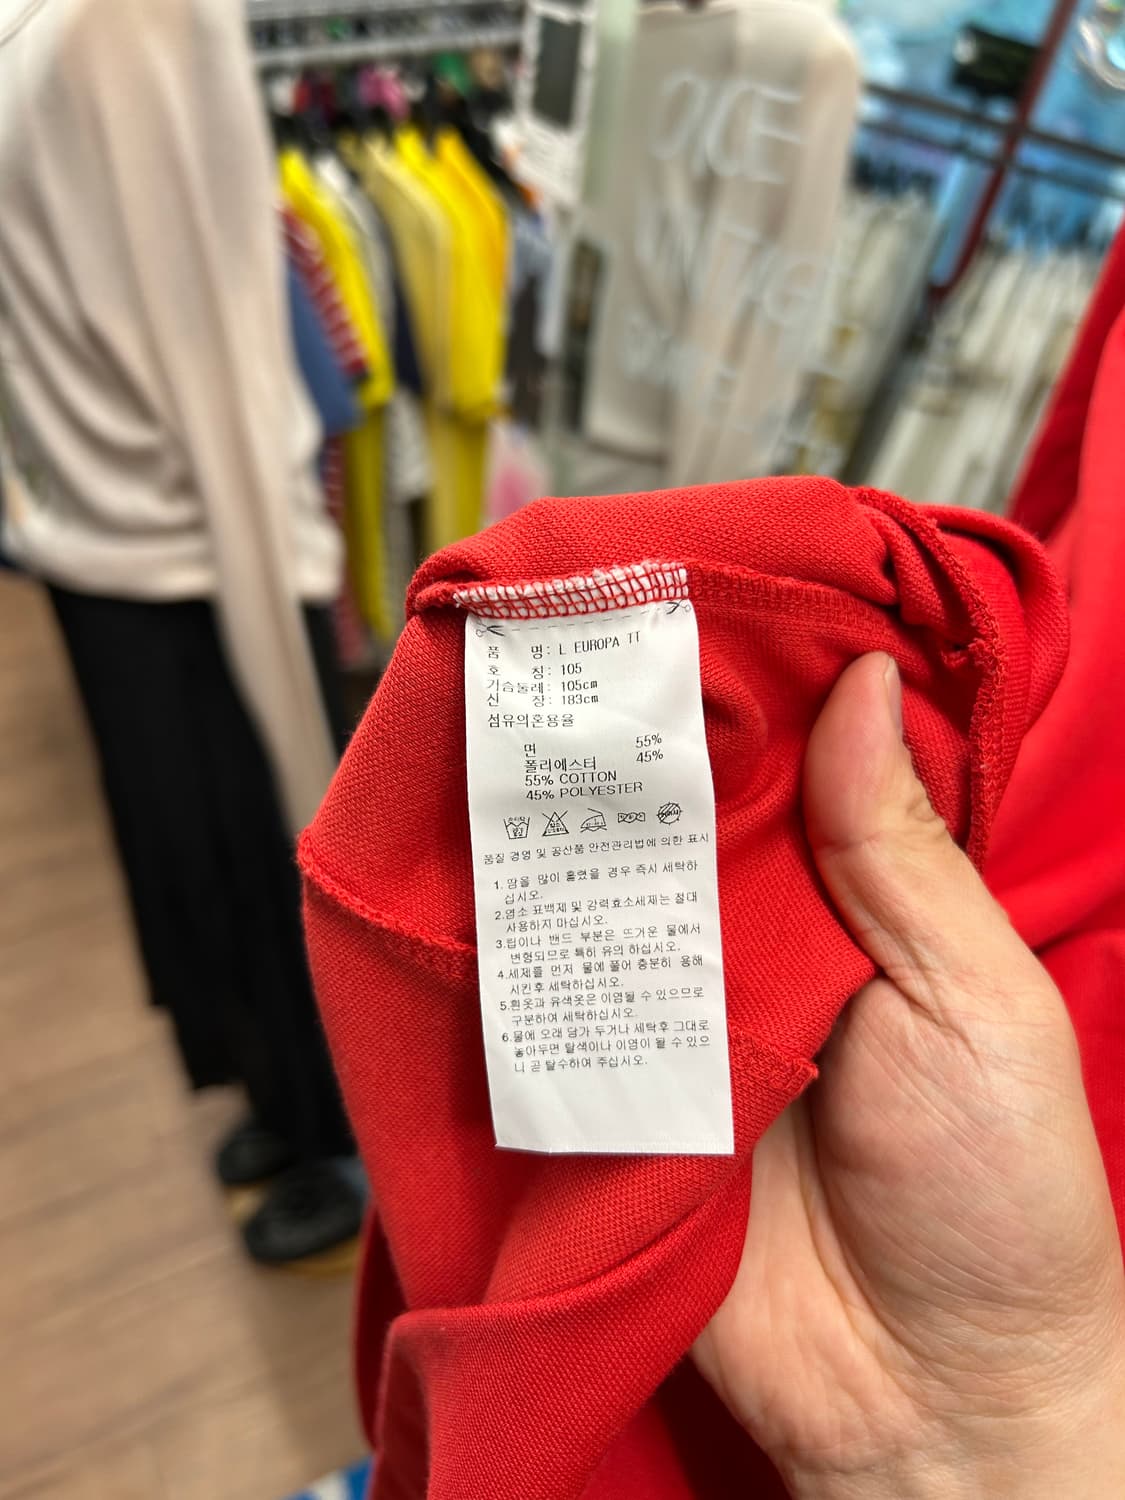 품 명: L EUROPA TT
호 칭: 105
가슴둘레: 105cm
신 장: 183cm
섬유의혼용율
면 55%
폴리에스터 45%
55% COTTON
45% POLYESTER
품질 경영 및 공산품 안전관리법에 의한 표시
1. 땀을 많이 흘렸을 경우 즉시 세탁하
십시오.
2.염소 표백제 및 강력효소세제는 절대
사용하지 마십시오.
3.립이나 밴드 부분은 뜨거운 물에서
변형되므로 특히 유의 하십시오.
4.세제를 먼저 물에 풀어 충분히 용해
시킨후 세탁하십시오.
5.흰옷과 유색옷은 이염될 수 있으므로
구분하여 세탁하십시오.
6.물에 오래 담가 두거나 세탁후 그대로
놓아두면 탈색이나 이염이 될 수 있으
니 곧 탈수하여 주십시오.